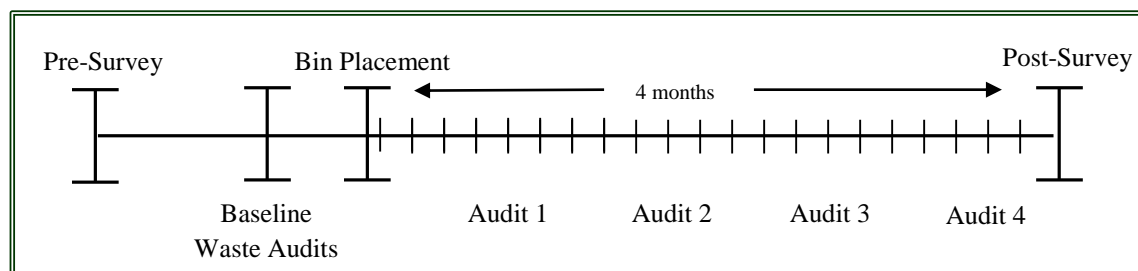 Pre-Survey
Bin Placement
Post-Survey
4 months
Baseline
Waste Audits
Audit 1
Audit 2
Audit 3
Audit 4